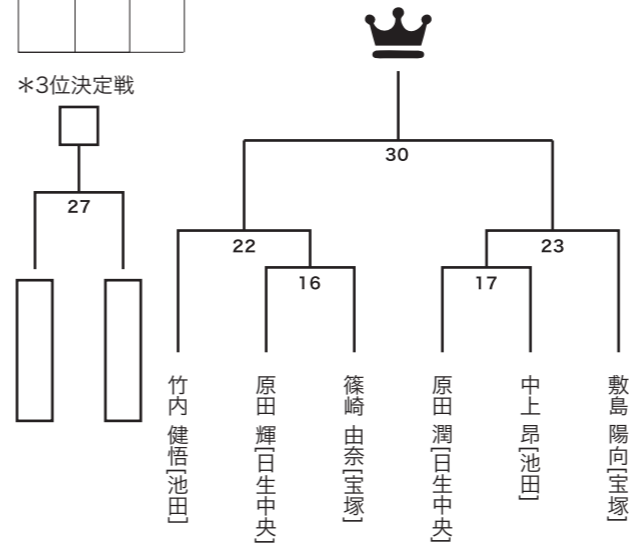 *3位決定戦
30
27
22
23
16
17
竹内 健悟[池田]
原田 輝[日生中央]
篠崎 由奈[宝塚]
原田 潤[日生中央]
中上 昂[池田]
敷島 陽向[宝塚]